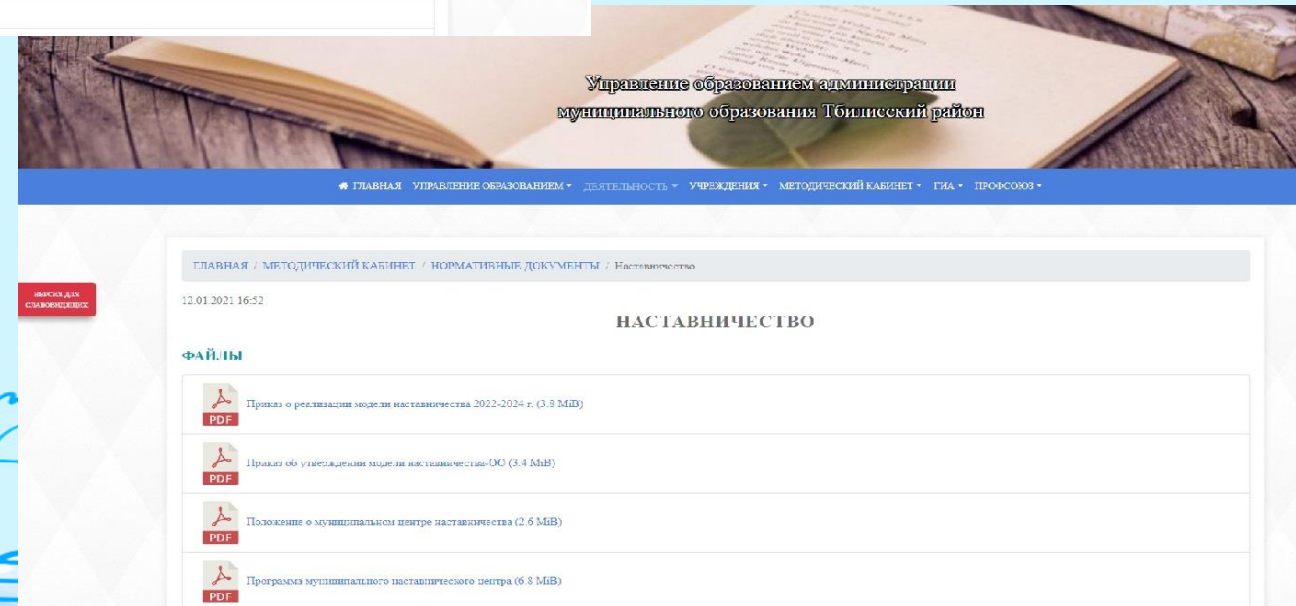 Управление образованием администрации
муниципального образования Тбилисский район
ГЛАВНАЯ УПРАВЛЕНИЕ ОБРАЗОВАНИЕМ ДЕЯТЕЛЬНОСТЬ УЧРЕЖДЕНИЯ МЕТОДИЧЕСКИЙ КАБИНЕТ ГИА ПРОФСОЮЗ
ГЛАВНАЯ / МЕТОДИЧЕСКИЙ КАБИНЕТ / НОРМАТИВНЫЕ ДОКУМЕНТЫ / Наставничество
ВЕРСИЯ ДЛЯ
СЛАБОВИДЯЩИХ
12.01.2021 16:52
НАСТАВНИЧЕСТВО
ФАЙЛЫ
PDF Приказ о реализации модели наставничества 2022-2024 г. (3.8 MiB)
PDF Приказ об утверждении модели наставничества-ОО (3.4 MiB)
PDF Положение о муниципальном центре наставничества (2.6 MiB)
PDF Программа муниципального наставнического центра (6.8 MiB)